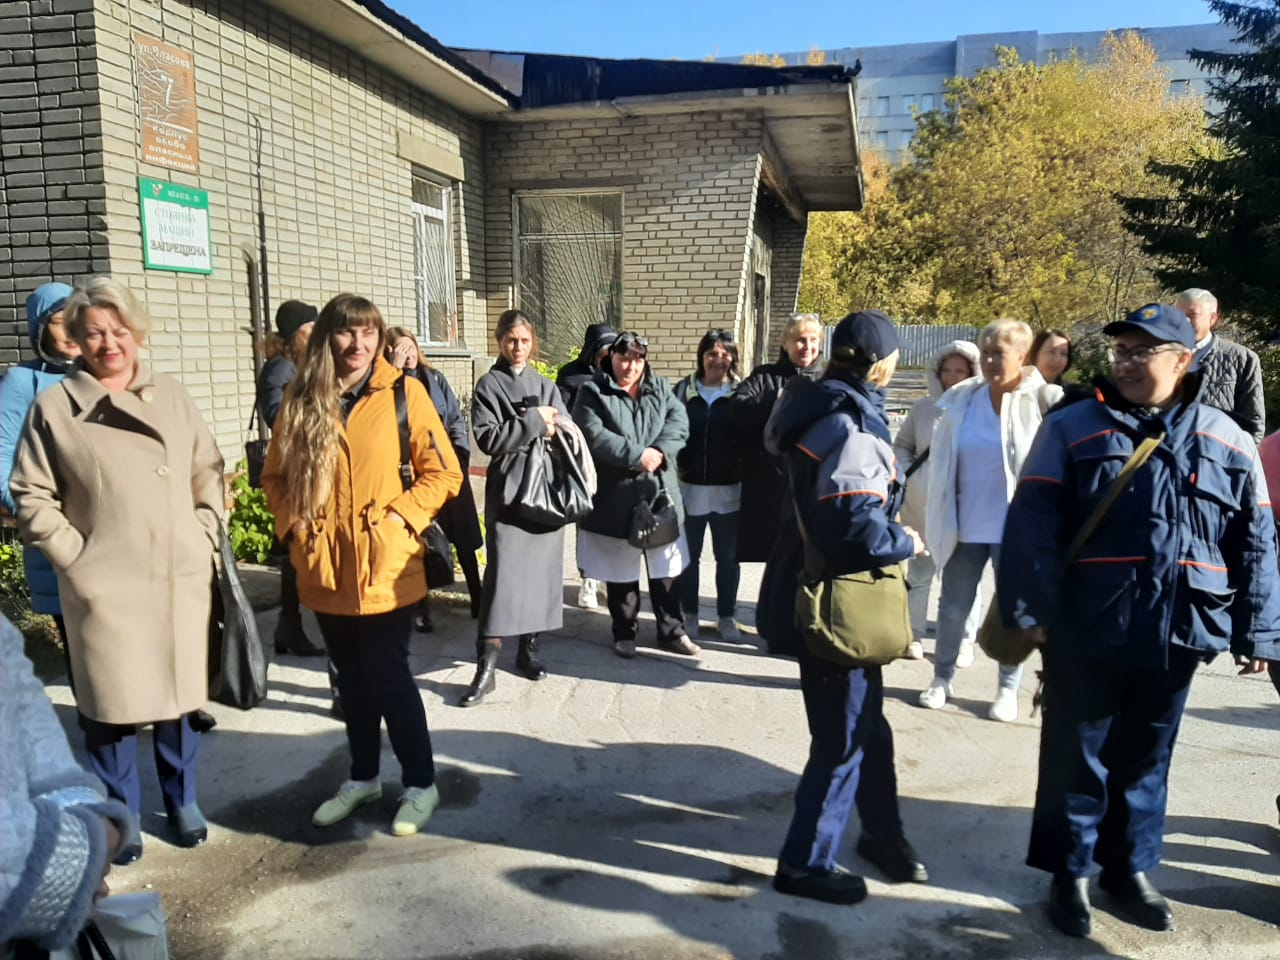 ул. Власова
7
корпус
особо
опасных
инфекций
СТОЯНКА
МАШИН
ЗАПРЕЩЕНА